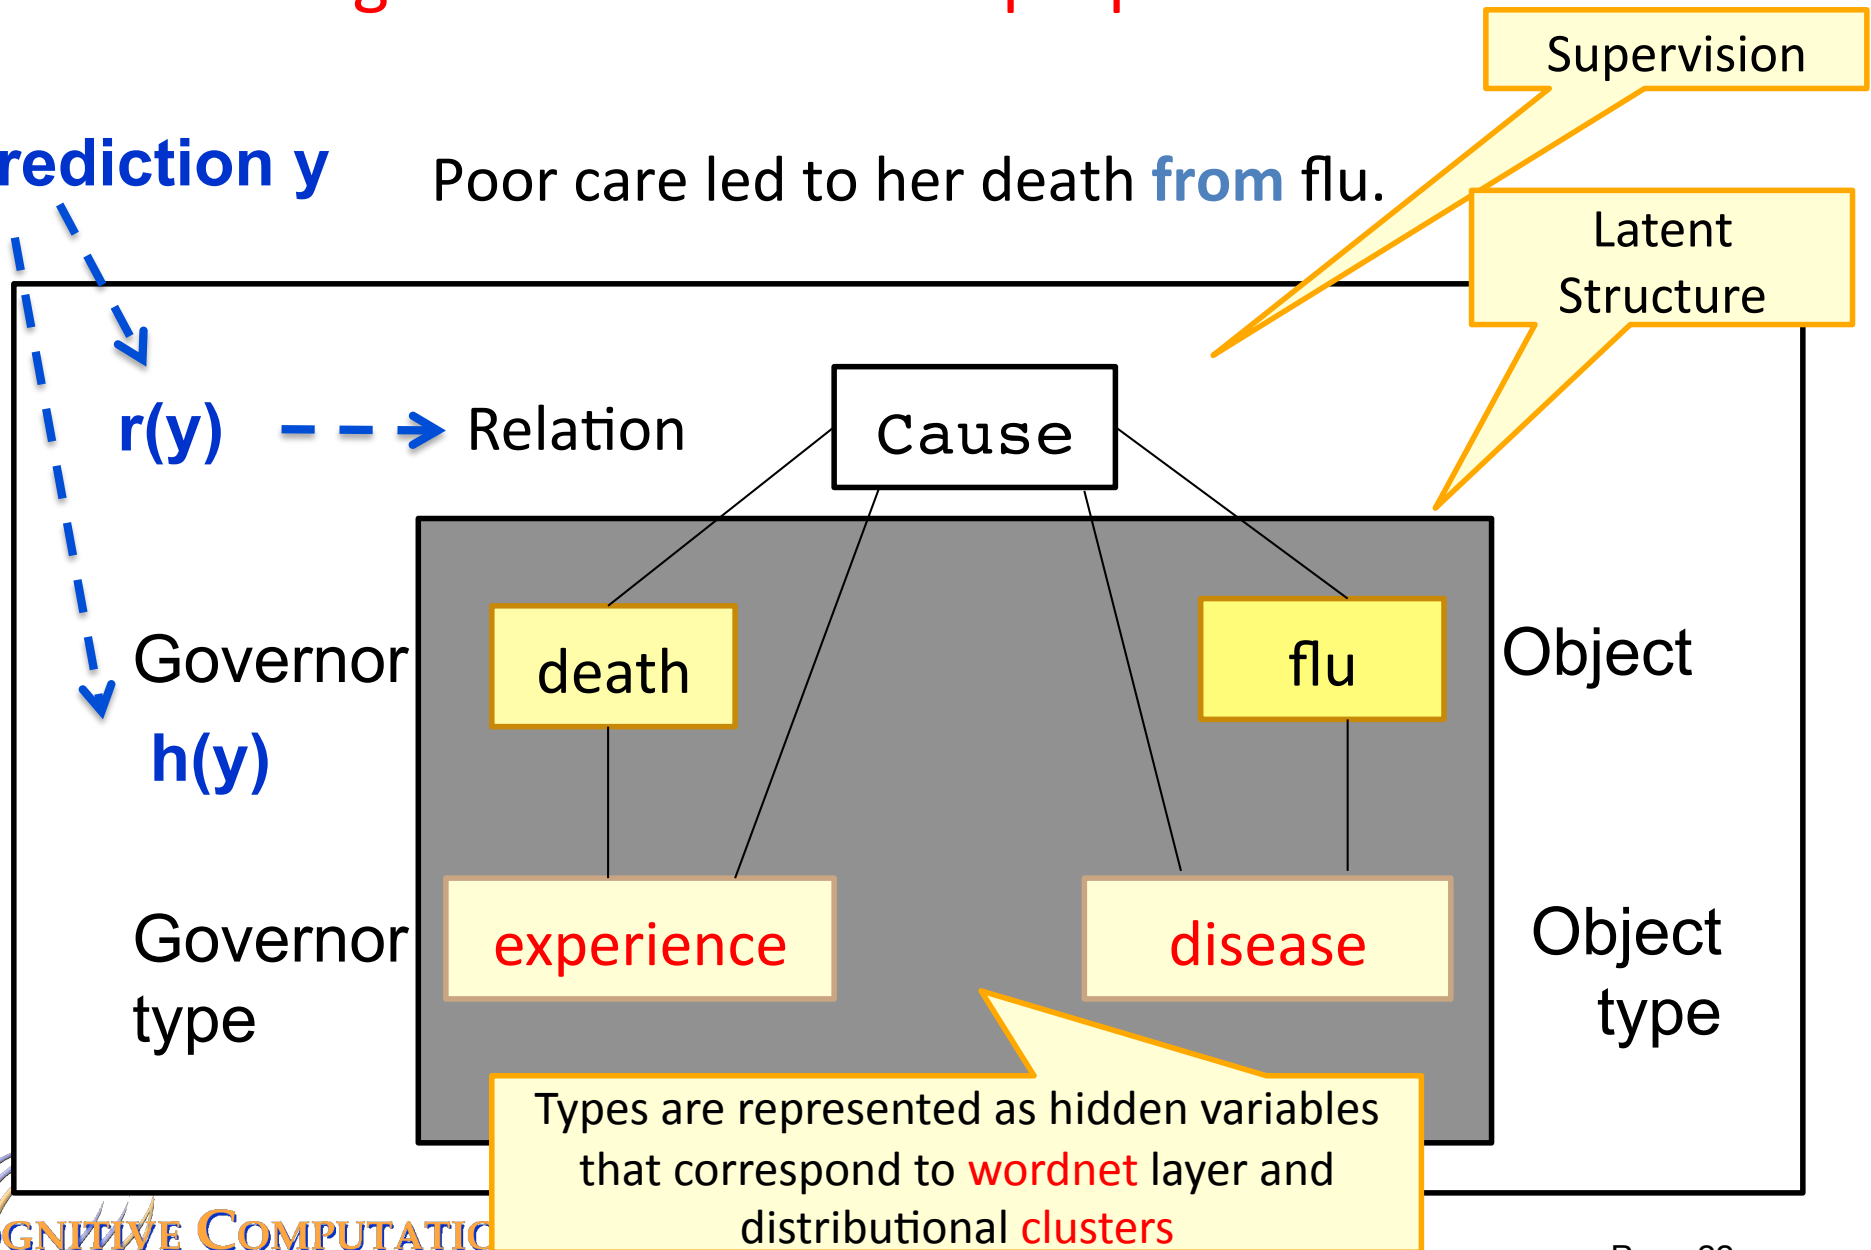 Supervision
rediction y
Poor care led to her death from flu.
Latent
Structure
r(y)
Relation
Cause
Governor
death
flu
Object
h(y)
Governor
type
experience
disease
Object
type
Types are represented as hidden variables
that correspond to wordnet layer and
distributional clusters
GNITIVE COMPUTATIO